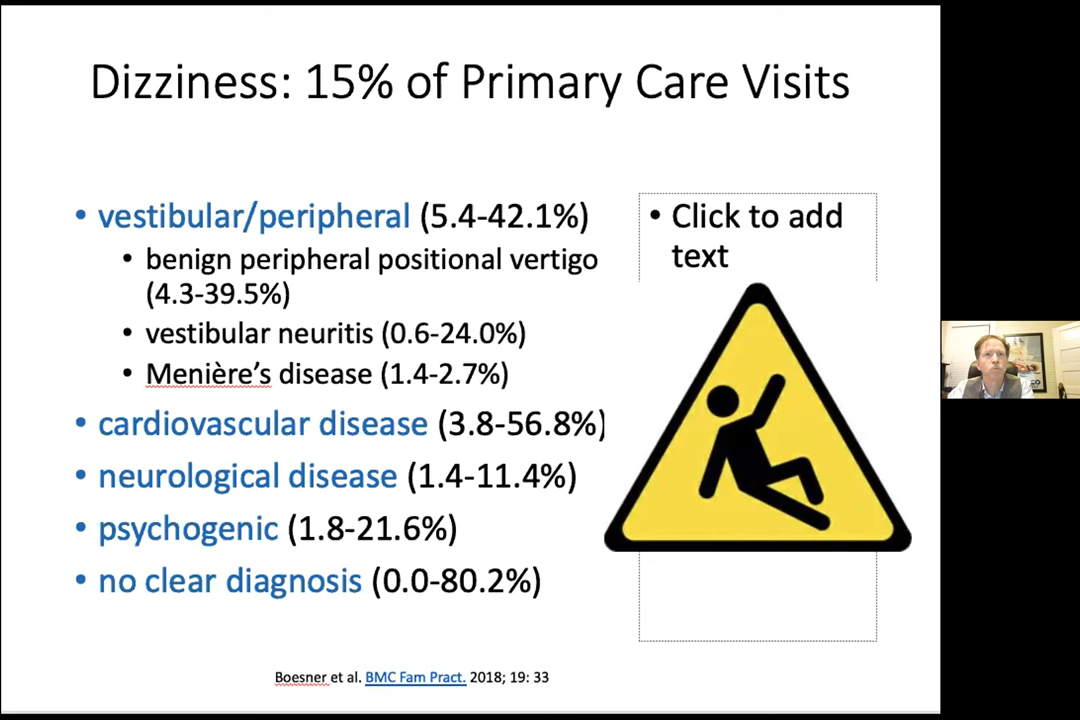 Dizziness: 15% of Primary Care Visits
• vestibular/peripheral (5.4-42.1%)
• benign peripheral positional vertigo
(4.3-39.5%)
• vestibular neuritis (0.6-24.0%)
• Menière’s disease (1.4-2.7%)
• cardiovascular disease (3.8-56.8%)
• neurological disease (1.4-11.4%)
• psychogenic (1.8-21.6%)
• no clear diagnosis (0.0-80.2%)
• Click to add
text
Boesner et al. BMC Fam Pract. 2018; 19: 33